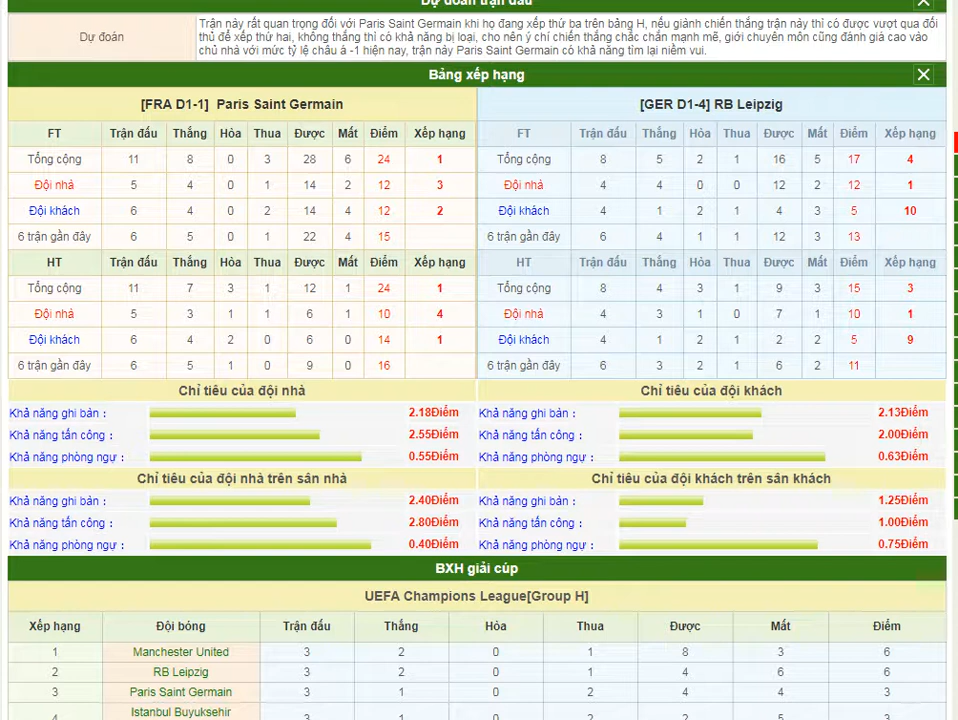 Dự đoán trận đấu
Dự đoán
Trận này rất quan trọng đối với Paris Saint Germain khi họ đang xếp thứ ba trên bảng H, nếu giành chiến thắng trận này thì có được vượt qua đối
thủ để xếp thứ hai, không thắng thì có khả năng bị loại, cho nên ý chí chiến thắng chắc chắn mạnh mẽ, giới chuyên môn cũng đánh giá cao vào
chủ nhà với mức tỷ lệ châu á -1 hiện nay, trận này Paris Saint Germain có khả năng tìm lại niềm vui.
Bảng xếp hạng
[FRA D1-1] Paris Saint Germain [GER D1-4] RB Leipzig
FT Trận đấu Thắng Hòa Thua Được Mất Điểm Xếp hạng FT Trận đấu Thắng Hòa Thua Được Mất Điểm Xếp hạng
Tổng cộng 11 8 0 3 28 6 24 1 Tổng cộng 8 5 2 1 16 5 17 4
Đội nhà 5 4 0 1 14 2 12 3 Đội nhà 4 4 0 0 12 2 12 1
Đội khách 6 4 0 2 14 4 12 2 Đội khách 4 1 2 1 4 3 5 10
6 trận gần đây 6 5 0 1 22 4 15 6 trận gần đây 6 4 1 1 12 3 13
HT Trận đấu Thắng Hòa Thua Được Mất Điểm Xếp hạng HT Trận đấu Thắng Hòa Thua Được Mất Điểm Xếp hạng
Tổng cộng 11 7 3 1 12 1 24 1 Tổng cộng 8 4 3 1 9 3 15 3
Đội nhà 5 3 1 1 6 1 10 4 Đội nhà 4 3 1 0 7 1 10 1
Đội khách 6 4 2 0 6 0 14 1 Đội khách 4 1 2 1 2 2 5 9
6 trận gần đây 6 5 1 0 9 0 16 6 trận gần đây 6 3 2 1 6 2 11
Chỉ tiêu của đội nhà Chỉ tiêu của đội khách
Khả năng ghi bàn : 2.18Điểm Khả năng ghi bàn : 2.13Điểm
Khả năng tấn công : 2.55Điểm Khả năng tấn công : 2.00Điểm
Khả năng phòng ngự : 0.55Điểm Khả năng phòng ngự : 0.63Điểm
Chỉ tiêu của đội nhà trên sân nhà Chỉ tiêu của đội khách trên sân khách
Khả năng ghi bàn : 2.40Điểm Khả năng ghi bàn : 1.25Điểm
Khả năng tấn công : 2.80Điểm Khả năng tấn công : 1.00Điểm
Khả năng phòng ngự : 0.40Điểm Khả năng phòng ngự : 0.75Điểm
BXH giải cúp
UEFA Champions League[Group H]
Xếp hạng Đội bóng Trận đấu Thắng Hòa Thua Được Mất Điểm
1 Manchester United 3 2 0 1 8 3 6
2 RB Leipzig 3 2 0 1 4 6 6
3 Paris Saint Germain 3 1 0 2 4 4 3
4 Istanbul Buyuksehir 3 1 0 2 2 5 3